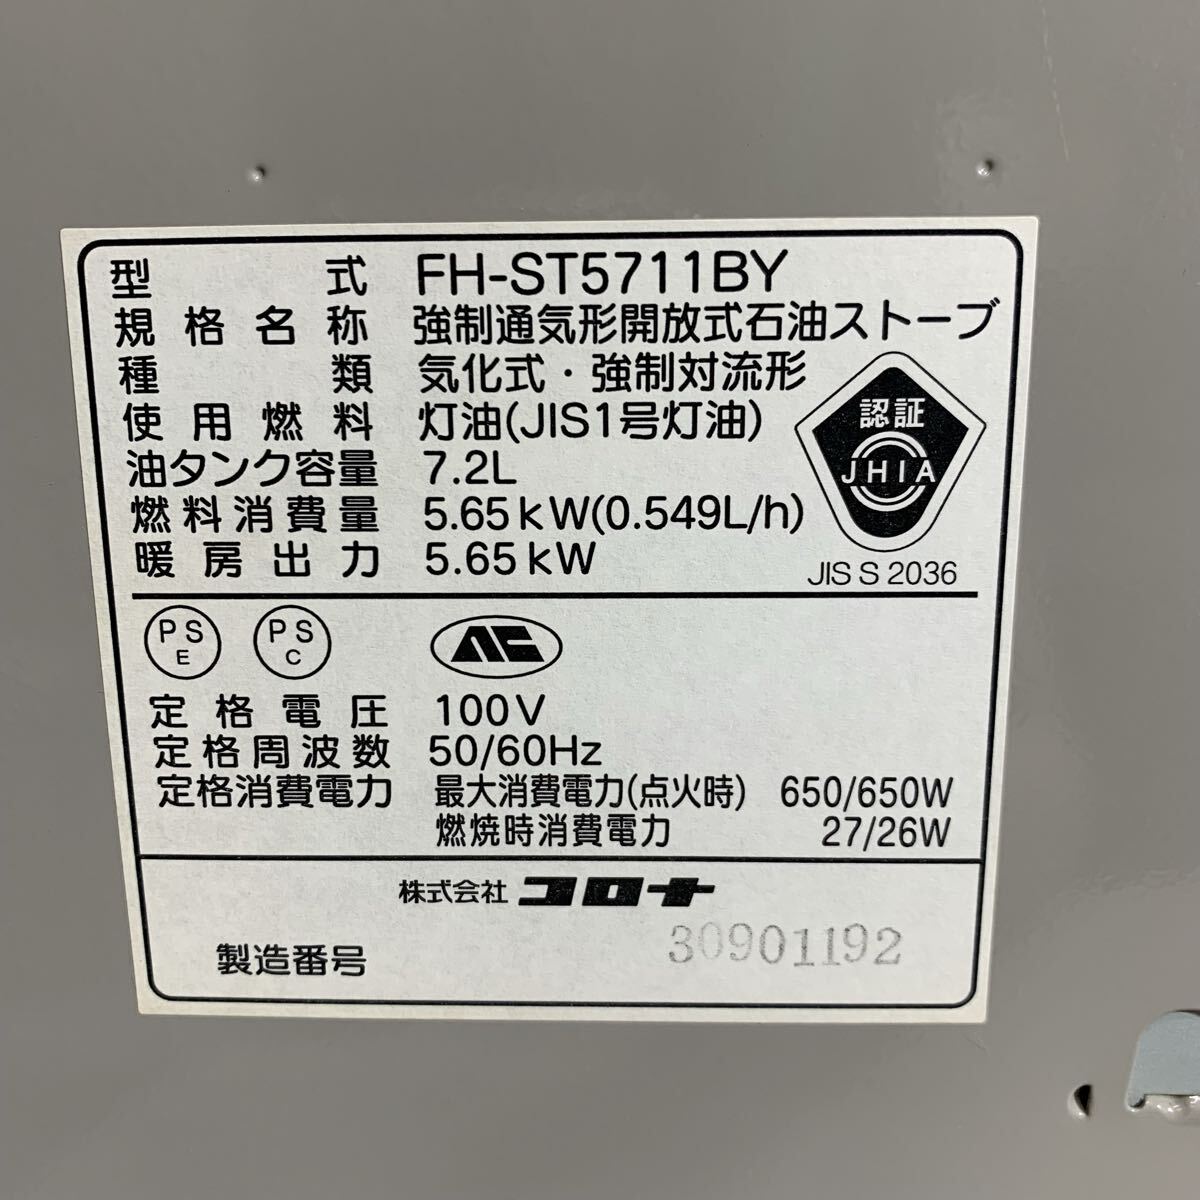 型式 FH-ST5711BY
規格名称 強制通気形開放式石油ストーブ
種類 気化式・強制対流形
使用燃料 灯油(JIS1号灯油)
油タンク容量 7.2L
燃料消費量 5.65kW(0.549L/h)
暖房出力 5.65kW
認証
JHIA
JIS S 2036
PS E
PS C
定格電圧 100V
定格周波数 50/60Hz
定格消費電力 最大消費電力(点火時) 650/650W
燃焼時消費電力 27/26W
株式会社 コロナ
製造番号 30901192